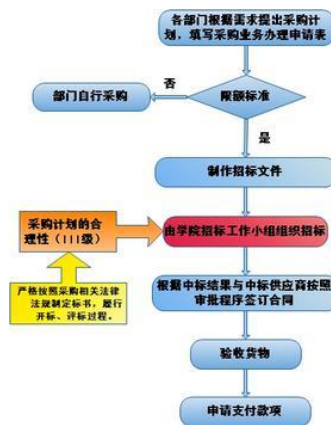 各部门根据需求提出采购计
划，填写采购业务办理申请表
否
部门自行采购
限额标准
是
制作招标文件
采购计划的合
理性（III级）
由学院招标工作小组组织招标
严格按照采购相关法律
法规制定标书，履行
开标、评标过程。
根据中标结果与中标供应商按照
审批程序签订合同
验收货物
申请支付款项